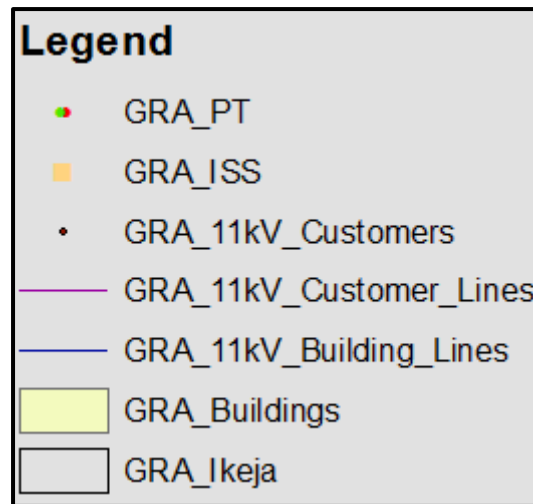 Legend
GRA_PT
GRA_ISS
GRA_11kV_Customers
GRA_11kV_Customer_Lines
GRA_11kV_Building_Lines
GRA_Buildings
GRA_Ikeja